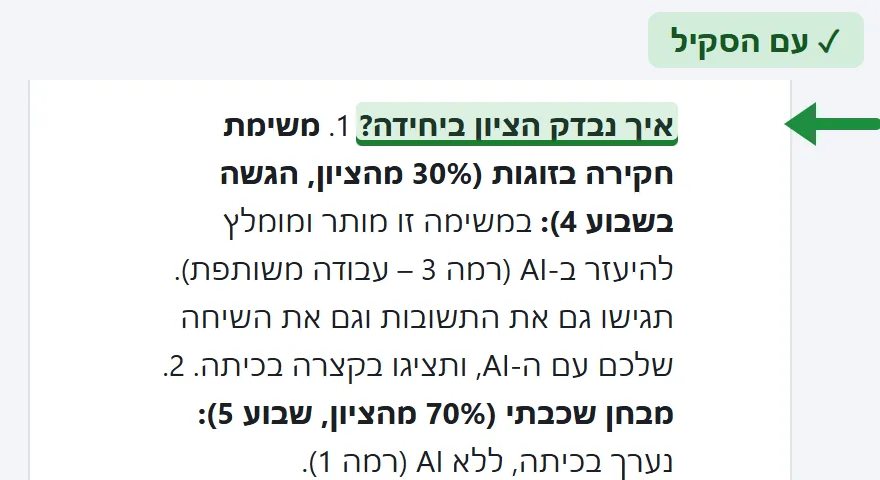 ✓ עם הסקיל
איך נבדק הציון ביחידה? 1. משימת
חקירה בזוגות (30% מהציון, הגשה
בשבוע 4): במשימה זו מותר ומומלץ
להיעזר ב-AI (רמה 3 – עבודה משותפת).
תגישו גם את התשובות וגם את השיחה
שלכם עם ה-AI, ותציגו בקצרה בכיתה. 2.
מבחן שכבתי (70% מהציון, שבוע 5):
נערך בכיתה, ללא AI (רמה 1).